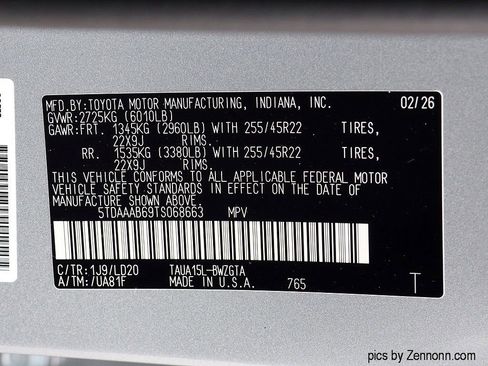 MFD.BY:TOYOTA MOTOR MANUFACTURING, INDIANA, INC. 02/26
GVWR:2725KG (6010LB)
GAWR:FRT. 1345KG (2960LB) WITH 255/45R22 TIRES,
22X9J RIMS.
RR. 1535KG (3380LB) WITH 255/45R22 TIRES,
22X9J RIMS.
THIS VEHICLE CONFORMS TO ALL APPLICABLE FEDERAL MOTOR
VEHICLE SAFETY STANDARDS IN EFFECT ON THE DATE OF
MANUFACTURE SHOWN ABOVE.
5TDAAAB69TS068663 MPV
C/TR:1J9/LD20 TAUA15L-BWZGTA
A/TM:/UA81F MADE IN U.S.A. 765 T
pics by Zennonn.com